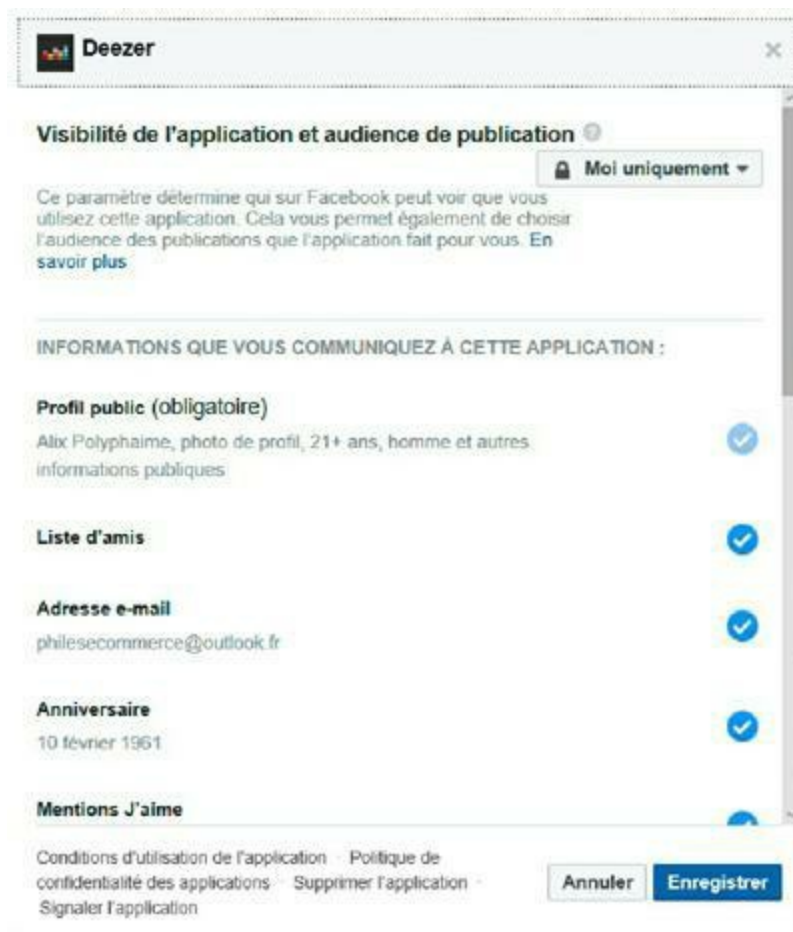 Deezer
Visibilité de l'application et audience de publication
Moi uniquement
Ce paramètre détermine qui sur Facebook peut voir que vous
utilisez cette application. Cela vous permet également de choisir
l'audience des publications que l'application fait pour vous. En
savoir plus
INFORMATIONS QUE VOUS COMMUNIQUEZ À CETTE APPLICATION :
Profil public (obligatoire)
Alix Polyphaime, photo de profil, 21+ ans, homme et autres
informations publiques
Liste d'amis
Adresse e-mail
philesecommerce@outlook.fr
Anniversaire
10 février 1961
Mentions J'aime
Conditions d'utilisation de l'application · Politique de
confidentialité des applications · Supprimer l'application ·
Signaler l'application
Annuler
Enregistrer